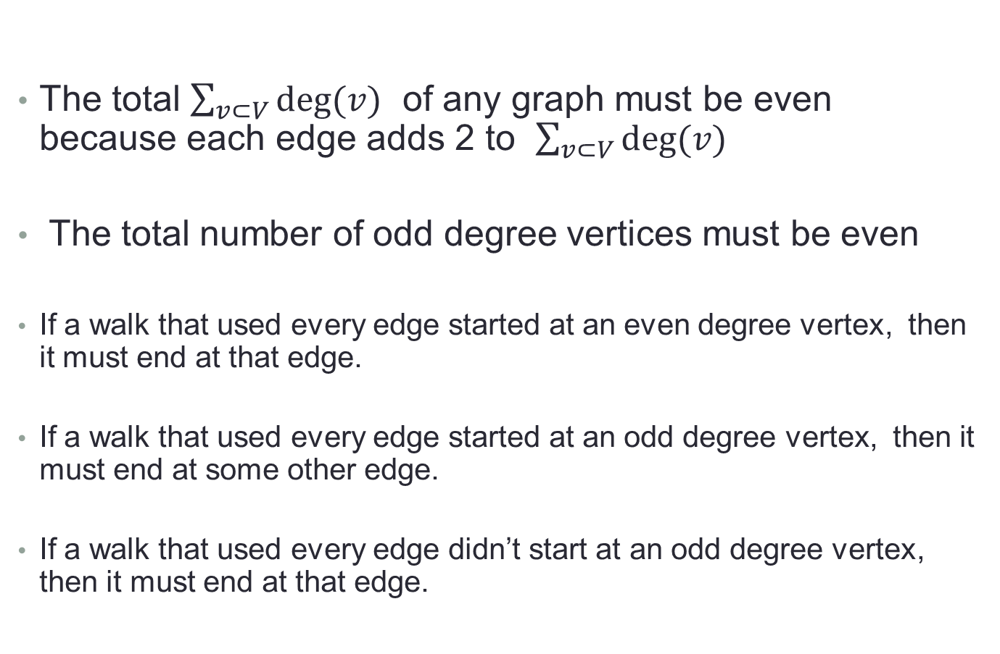 • The total ∑_{v⊂V} deg(v) of any graph must be even
because each edge adds 2 to ∑_{v⊂V} deg(v)
• The total number of odd degree vertices must be even
• If a walk that used every edge started at an even degree vertex, then
it must end at that edge.
• If a walk that used every edge started at an odd degree vertex, then it
must end at some other edge.
• If a walk that used every edge didn’t start at an odd degree vertex,
then it must end at that edge.